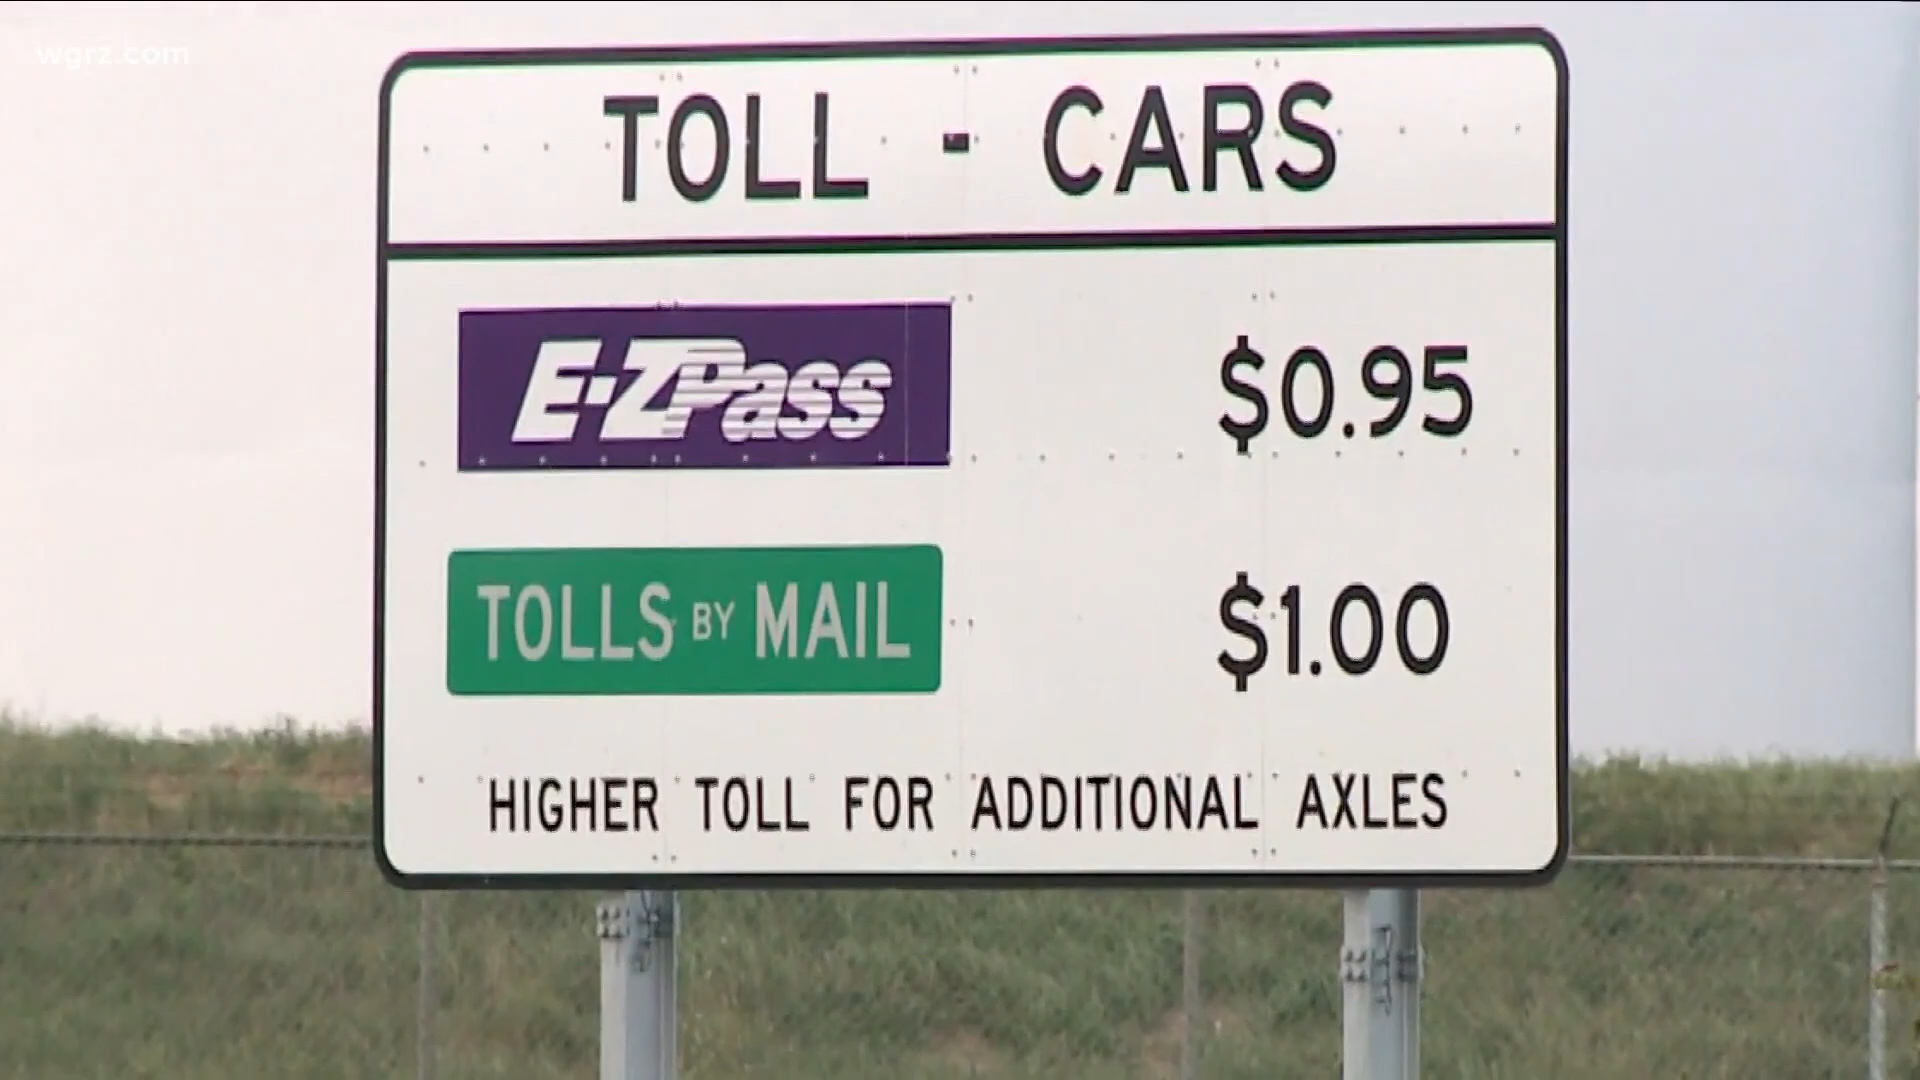 wgrz.com
TOLL - CARS
E-ZPass $0.95
TOLLS BY MAIL $1.00
HIGHER TOLL FOR ADDITIONAL AXLES